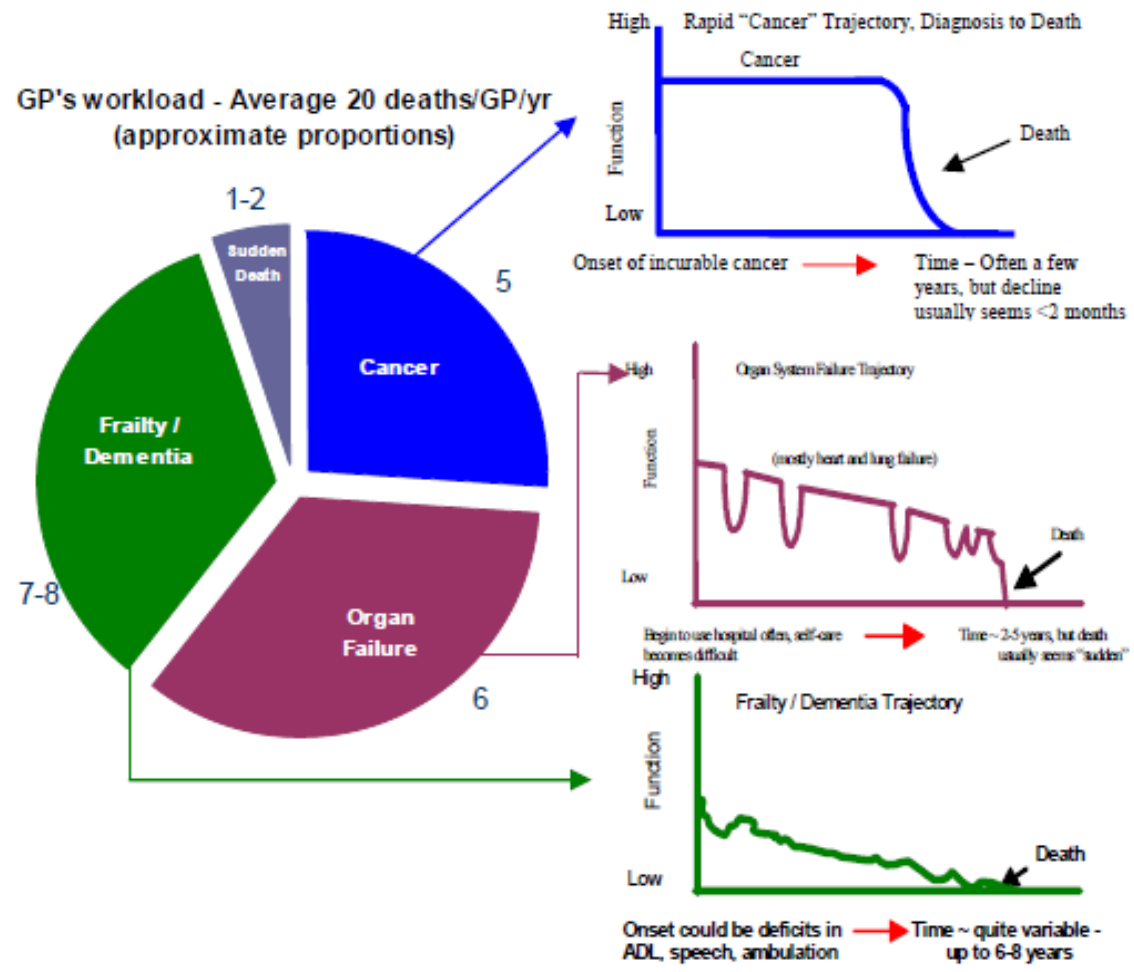 GP's workload - Average 20 deaths/GP/yr
(approximate proportions)
1-2
Sudden
Death
5
Cancer
Frailty /
Dementia
7-8
Organ
Failure
6
High
Rapid “Cancer” Trajectory, Diagnosis to Death
Cancer
Function
Death
Low
Onset of incurable cancer
Time – Often a few
years, but decline
usually seems <2 months
High
Organ System Failure Trajectory
(mostly heart and lung failure)
Function
Death
Low
Begin to use hospital often, self-care
becomes difficult
Time ~ 2-5 years, but death
usually seems “sudden”
High
Frailty / Dementia Trajectory
Function
Death
Low
Onset could be deficits in
ADL, speech, ambulation
Time ~ quite variable -
up to 6-8 years